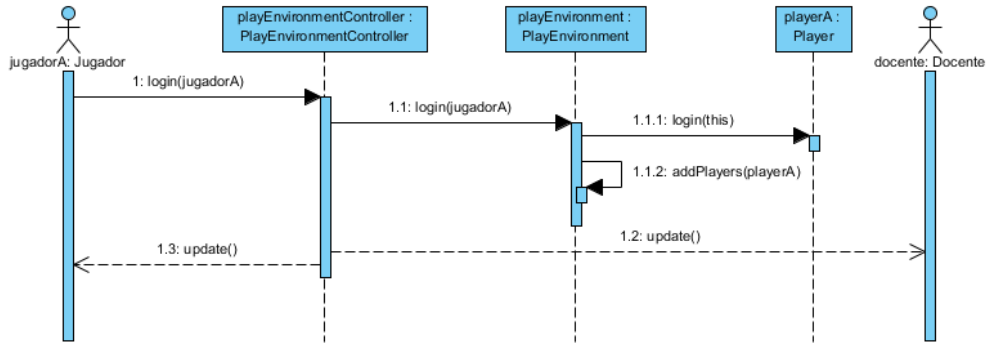 playEnvironmentController :
PlayEnvironmentController
playEnvironment :
PlayEnvironment
playerA :
Player
jugadorA: Jugador
docente: Docente
1: login(jugadorA)
1.1: login(jugadorA)
1.1.1: login(this)
1.1.2: addPlayers(playerA)
1.2: update()
1.3: update()